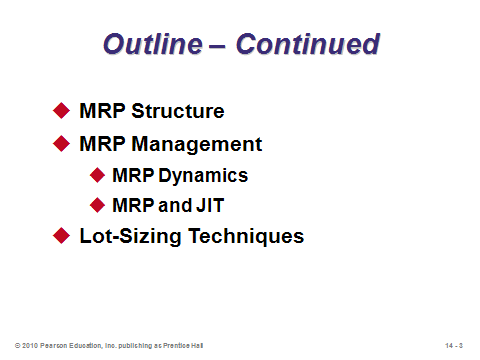 Outline – Continued
MRP Structure
MRP Management
MRP Dynamics
MRP and JIT
Lot-Sizing Techniques
© 2010 Pearson Education, Inc. publishing as Prentice Hall
14 - 3